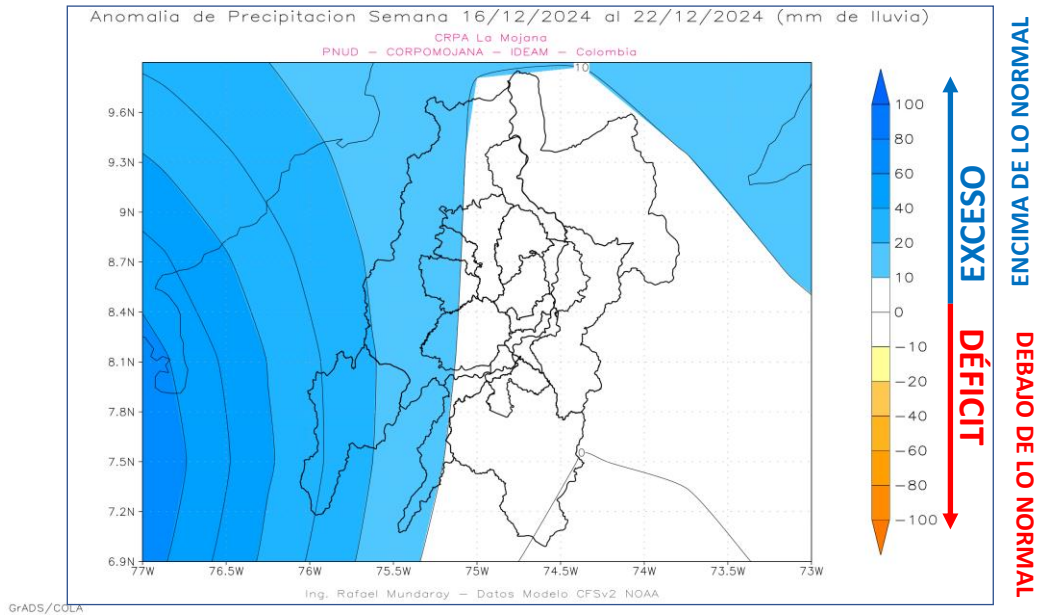 Anomalia de Precipitacion Semana 16/12/2024 al 22/12/2024 (mm de lluvia)
CRPA La Mojana
PNUD – CORPOMOJANA – IDEAM – Colombia
10
0
9.6N
9.3N
9N
8.7N
8.4N
8.1N
7.8N
7.5N
7.2N
6.9N
77W
76.5W
76W
75.5W
75W
74.5W
74W
73.5W
73W
100
80
60
40
20
10
0
−10
−20
−40
−60
−80
−100
EXCESO
DÉFICIT
ENCIMA DE LO NORMAL
DEBAJO DE LO NORMAL
Ing. Rafael Mundaray – Datos Modelo CFSv2 NOAA
GrADS/COLA